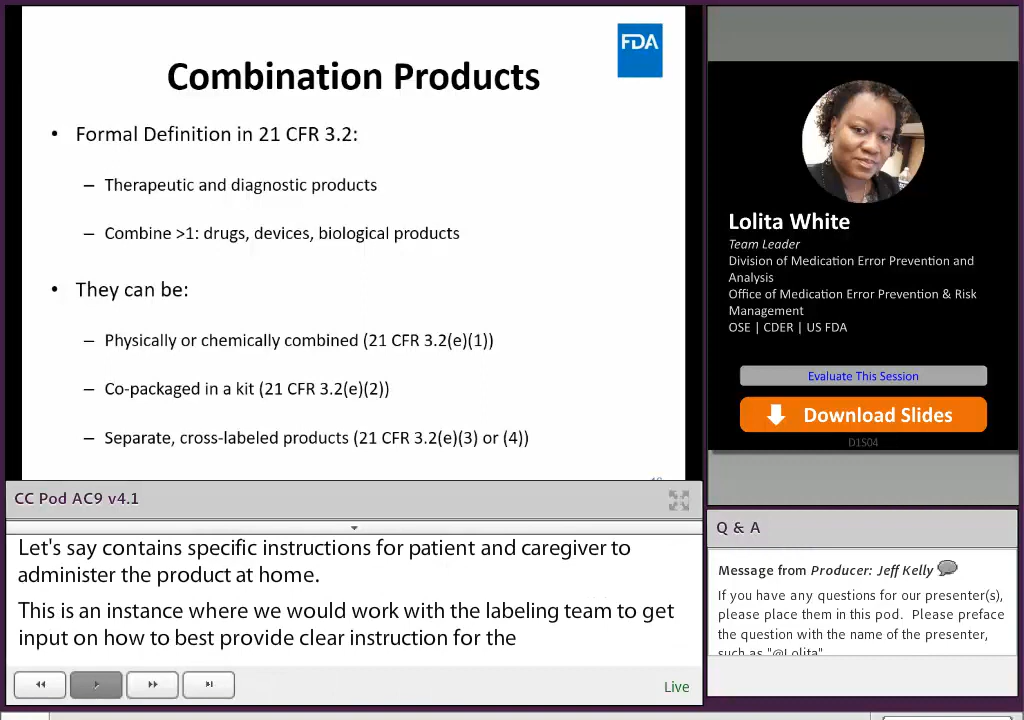 FDA
Combination Products
• Formal Definition in 21 CFR 3.2:
– Therapeutic and diagnostic products
– Combine >1: drugs, devices, biological products
• They can be:
– Physically or chemically combined (21 CFR 3.2(e)(1))
– Co-packaged in a kit (21 CFR 3.2(e)(2))
– Separate, cross-labeled products (21 CFR 3.2(e)(3) or (4))
CC Pod AC9 v4.1
Let's say contains specific instructions for patient and caregiver to
administer the product at home.
This is an instance where we would work with the labeling team to get
input on how to best provide clear instruction for the
Live
Lolita White
Team Leader
Division of Medication Error Prevention and
Analysis
Office of Medication Error Prevention & Risk
Management
OSE | CDER | US FDA
Evaluate This Session
Download Slides
D1S04
Q & A
Message from Producer: Jeff Kelly
If you have any questions for our presenter(s),
please place them in this pod. Please preface
the question with the name of the presenter,
such as "@Lolita"